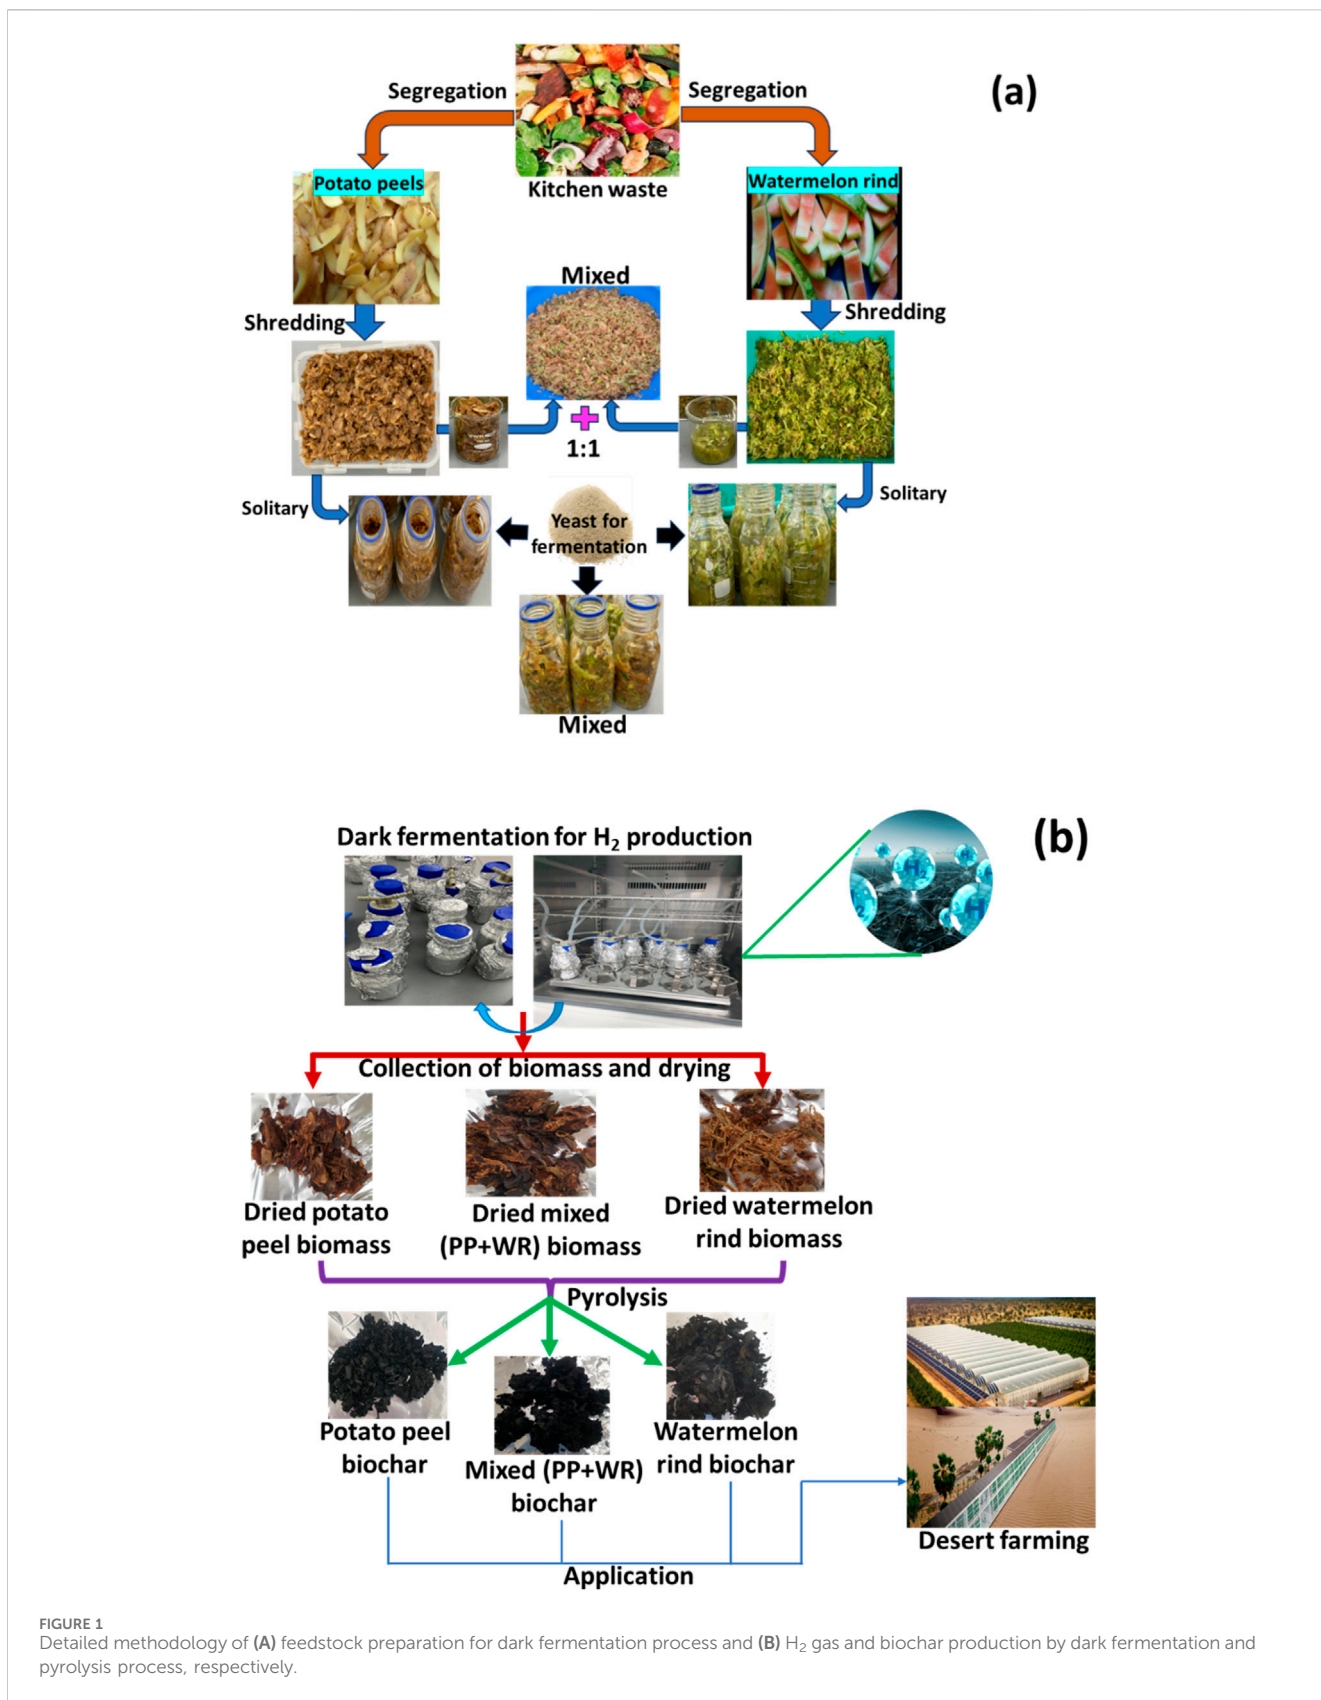 (a)
Segregation
Segregation
Kitchen waste
Potato peels
Watermelon rind
Mixed
Shredding
Shredding
1:1
Solitary
Solitary
Yeast for
fermentation
Mixed
(b)
Dark fermentation for H₂ production
H₂
Collection of biomass and drying
Dried potato
peel biomass
Dried mixed
(PP+WR) biomass
Dried watermelon
rind biomass
Pyrolysis
Potato peel
biochar
Mixed (PP+WR)
biochar
Watermelon
rind biochar
Desert farming
Application
FIGURE 1
Detailed methodology of (A) feedstock preparation for dark fermentation process and (B) H₂ gas and biochar production by dark fermentation and
pyrolysis process, respectively.